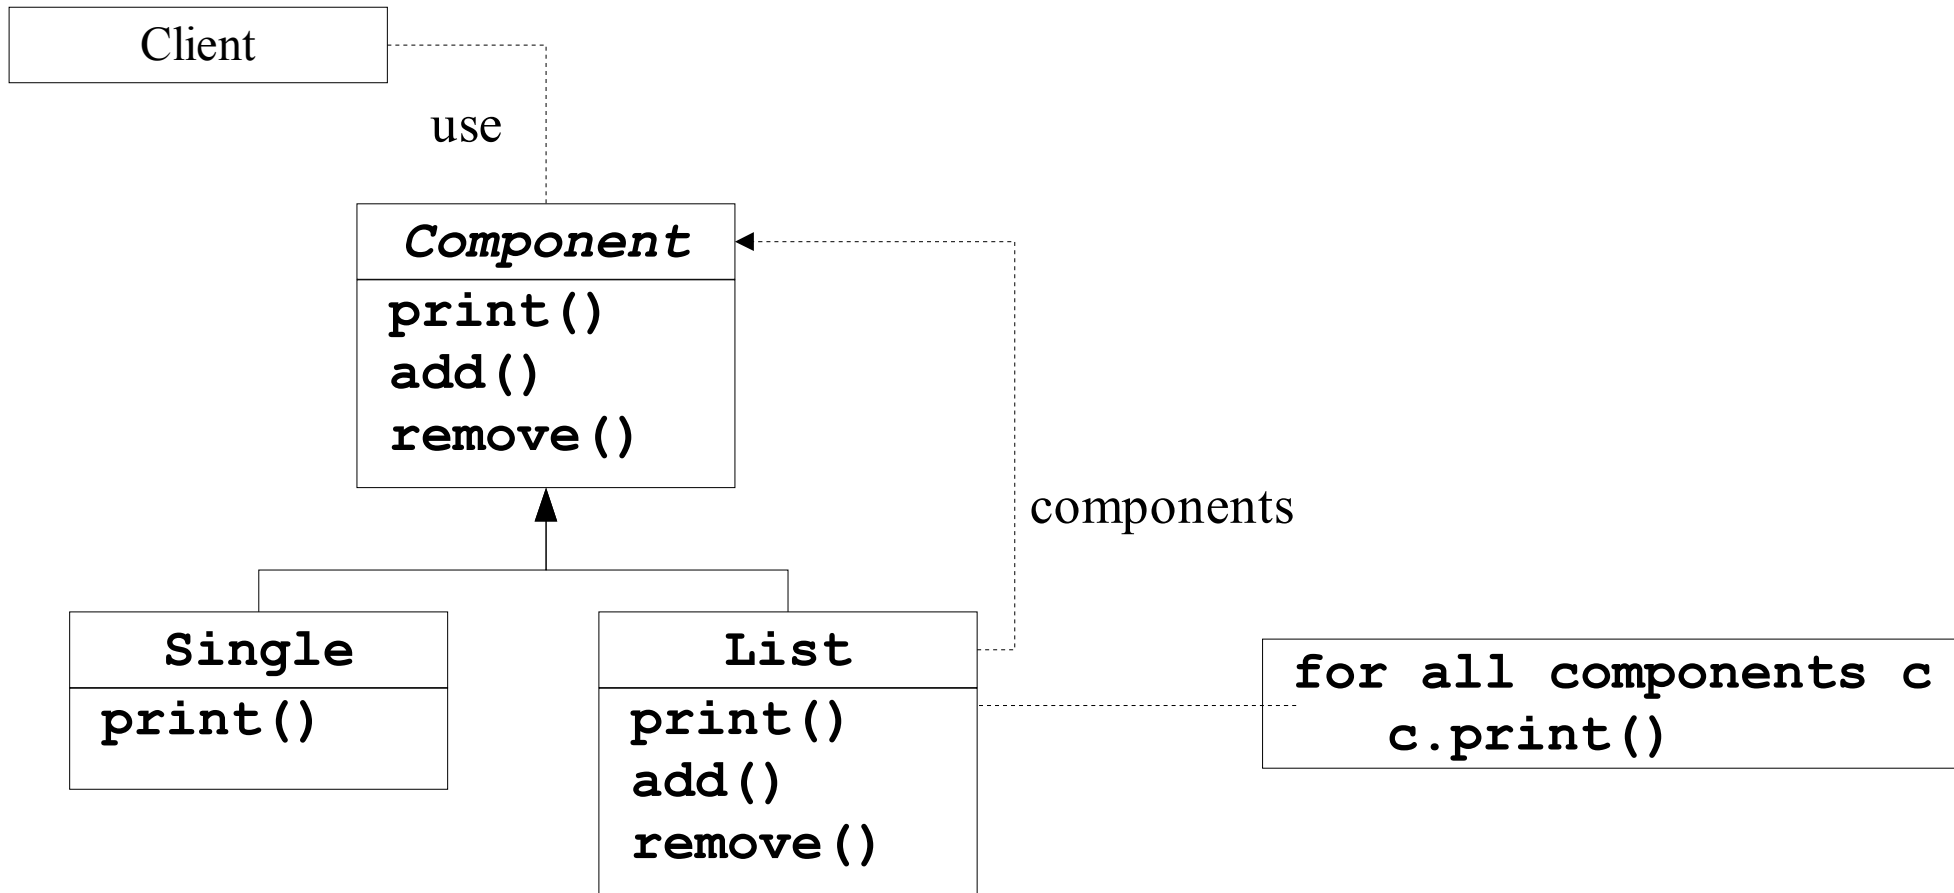 Client
use
Component
print()
add()
remove()
components
Single
print()
List
print()
add()
remove()
for all components c
c.print()